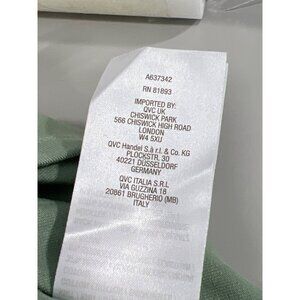 A637342
RN 81893
IMPORTED BY:
QVC UK
CHISWICK PARK
566 CHISWICK HIGH ROAD
LONDON
W4 5XU
QVC Handel S.à r.l. & Co. KG
PLOCKSTR. 30
40221 DÜSSELDORF
GERMANY
QVC ITALIA S.R.L
VIA GUZZINA 18
20861 BRUGHERIO (MB)
ITALY